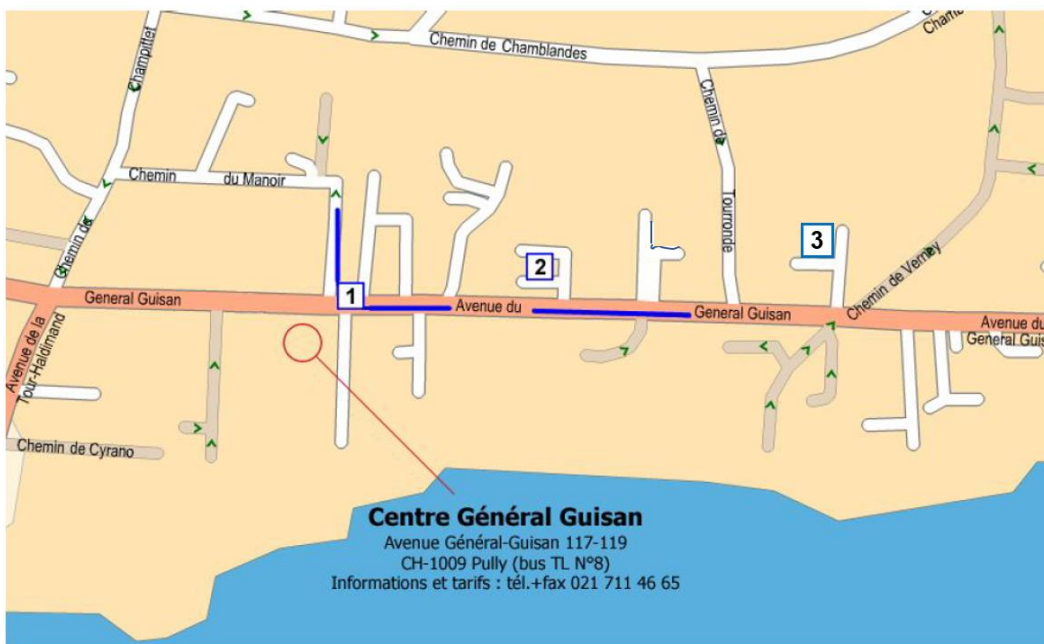 Chemin de Chamblandes
Chemin de
Chamb
Champittet
Chemin de
Chemin du Manoir
Chemin de
Tourronde
3
2
1
Chemin de Verney
General Guisan
Avenue du
General Guisan
Avenue du
General Guis
Avenue de la
Tour-Haldimand
Chemin de Cyrano
Centre Général Guisan
Avenue Général-Guisan 117-119
CH-1009 Pully (bus TL N°8)
Informations et tarifs : tél.+fax 021 711 46 65